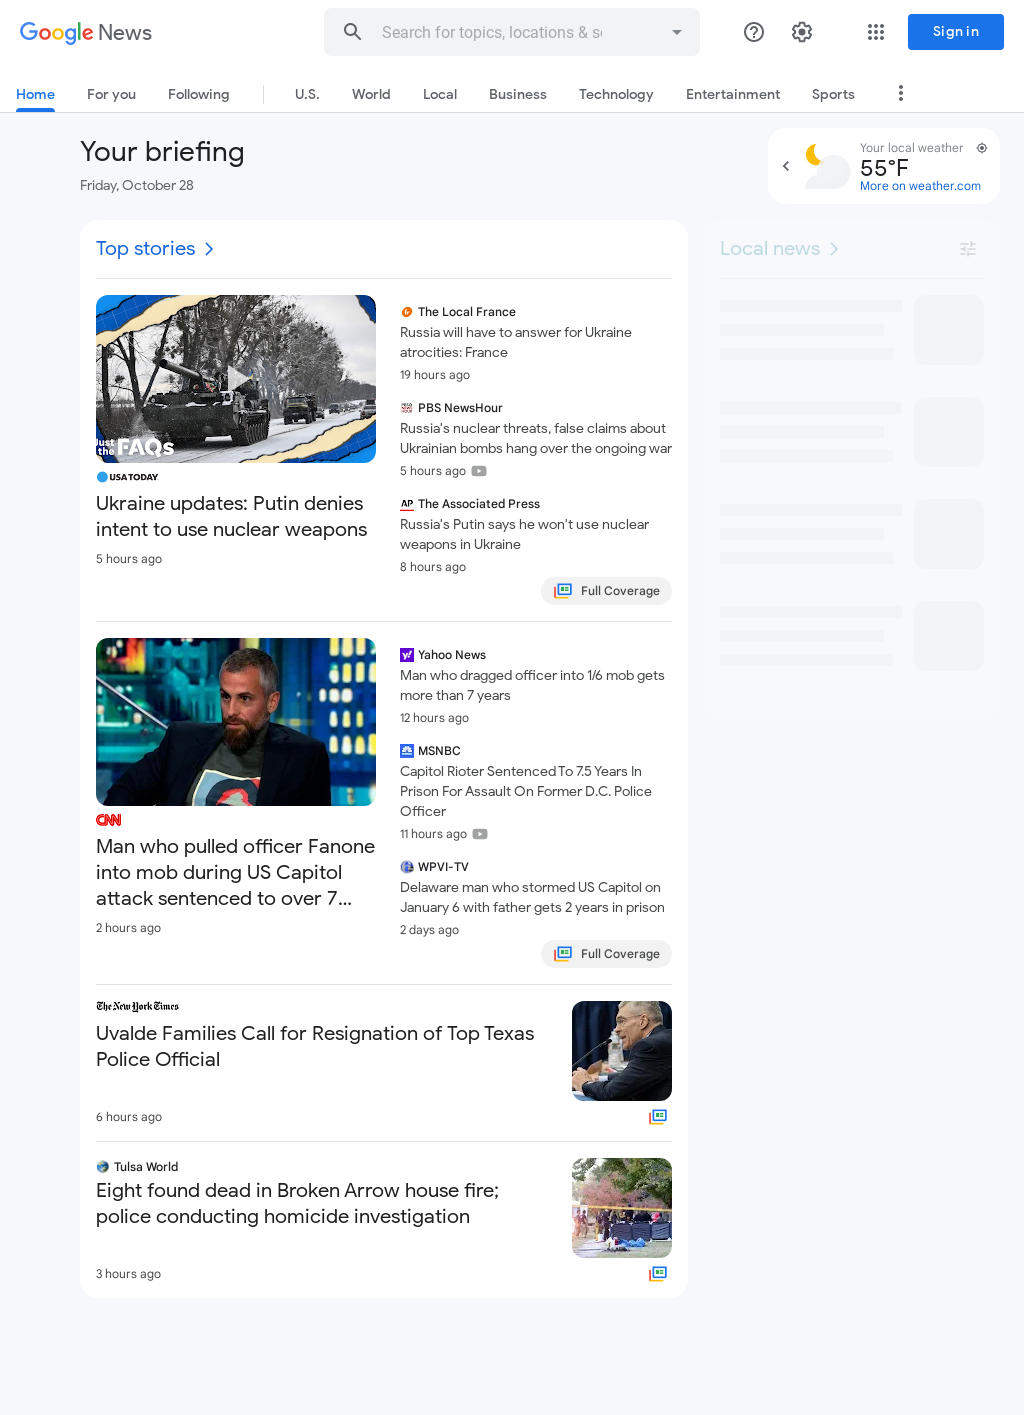 Google News
Search for topics, locations & so
Sign in
Home
For you
Following
U.S.
World
Local
Business
Technology
Entertainment
Sports
Your briefing
Friday, October 28
Your local weather
55°F
More on weather.com
Top stories
Just
the FAQs
USA TODAY
Ukraine updates: Putin denies
intent to use nuclear weapons
5 hours ago
The Local France
Russia will have to answer for Ukraine
atrocities: France
19 hours ago
PBS NewsHour
Russia's nuclear threats, false claims about
Ukrainian bombs hang over the ongoing war
5 hours ago
AP The Associated Press
Russia's Putin says he won't use nuclear
weapons in Ukraine
8 hours ago
Full Coverage
CNN
Man who pulled officer Fanone
into mob during US Capitol
attack sentenced to over 7...
2 hours ago
y! Yahoo News
Man who dragged officer into 1/6 mob gets
more than 7 years
12 hours ago
MSNBC
Capitol Rioter Sentenced To 7.5 Years In
Prison For Assault On Former D.C. Police
Officer
11 hours ago
WPVI-TV
Delaware man who stormed US Capitol on
January 6 with father gets 2 years in prison
2 days ago
Full Coverage
The New York Times
Uvalde Families Call for Resignation of Top Texas
Police Official
6 hours ago
Tulsa World
Eight found dead in Broken Arrow house fire;
police conducting homicide investigation
3 hours ago
Local news